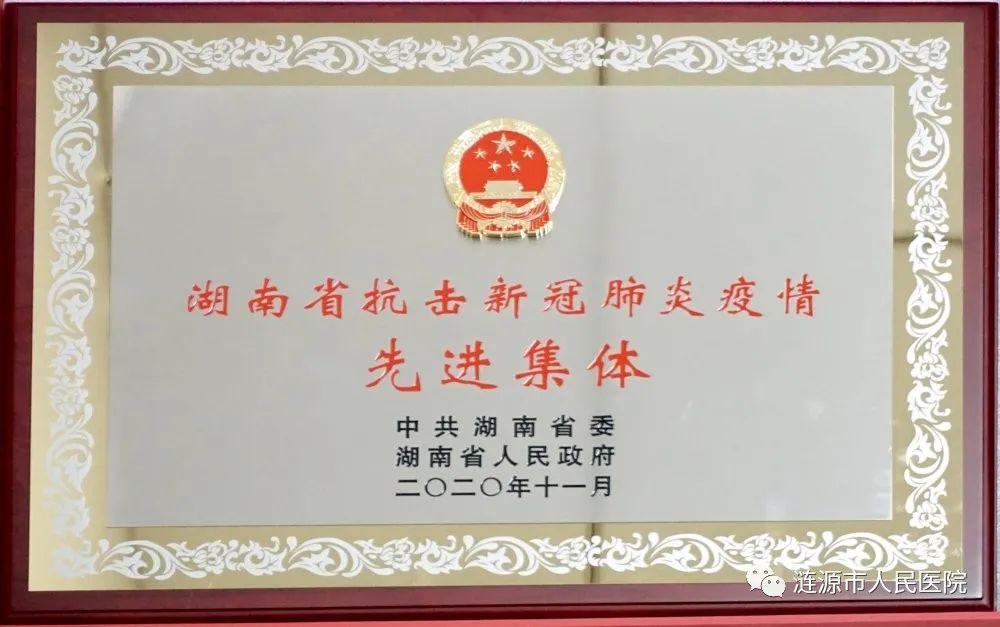 湖南省抗击新冠肺炎疫情
先进集体
中共湖南省委
湖南省人民政府
二〇二〇年十一月
涟源市人民医院